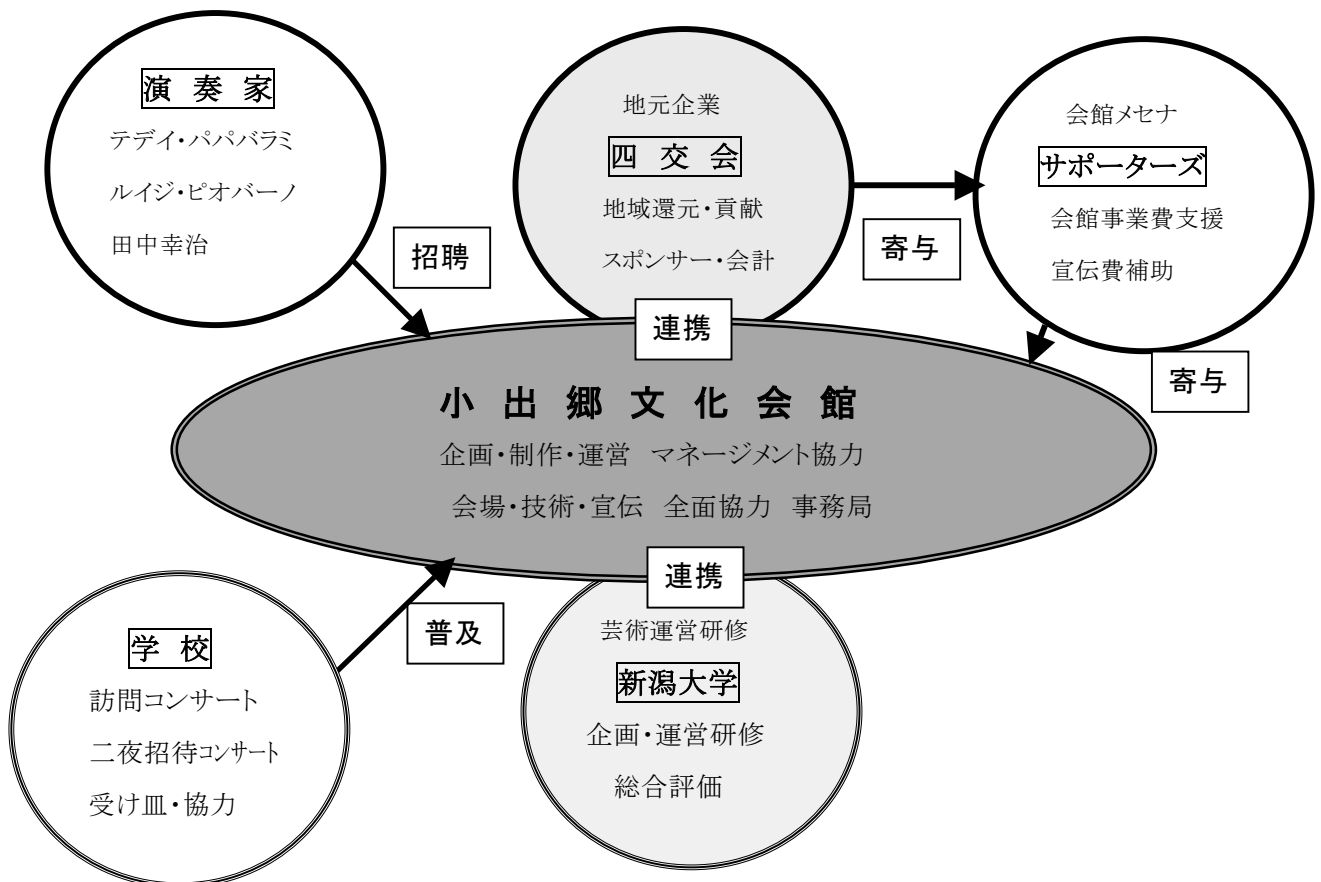 演 奏 家
テデイ・パパバラミ
ルイジ・ピオバーノ
田中幸治
招聘
地元企業
四 交 会
地域還元・貢献
スポンサー・会計
寄与
会館メセナ
サポーターズ
会館事業費支援
宣伝費補助
寄与
連携
小 出 郷 文 化 会 館
企画・制作・運営 マネージメント協力
会場・技術・宣伝 全面協力 事務局
連携
普及
学 校
訪問コンサート
二夜招待コンサート
受け皿・協力
芸術運営研修
新潟大学
企画・運営研修
総合評価